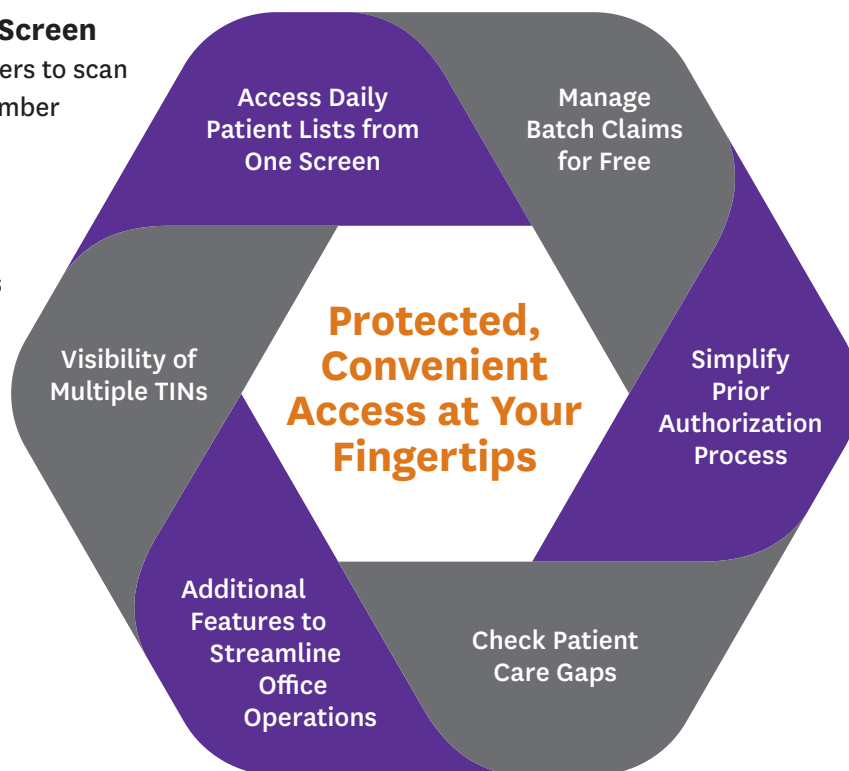 Screen
ers to scan
mber
s
Access Daily
Patient Lists from
One Screen
Manage
Batch Claims
for Free
Visibility of
Multiple TINs
Protected,
Convenient
Access at Your
Fingertips
Simplify
Prior
Authorization
Process
Additional
Features to
Streamline
Office
Operations
Check Patient
Care Gaps